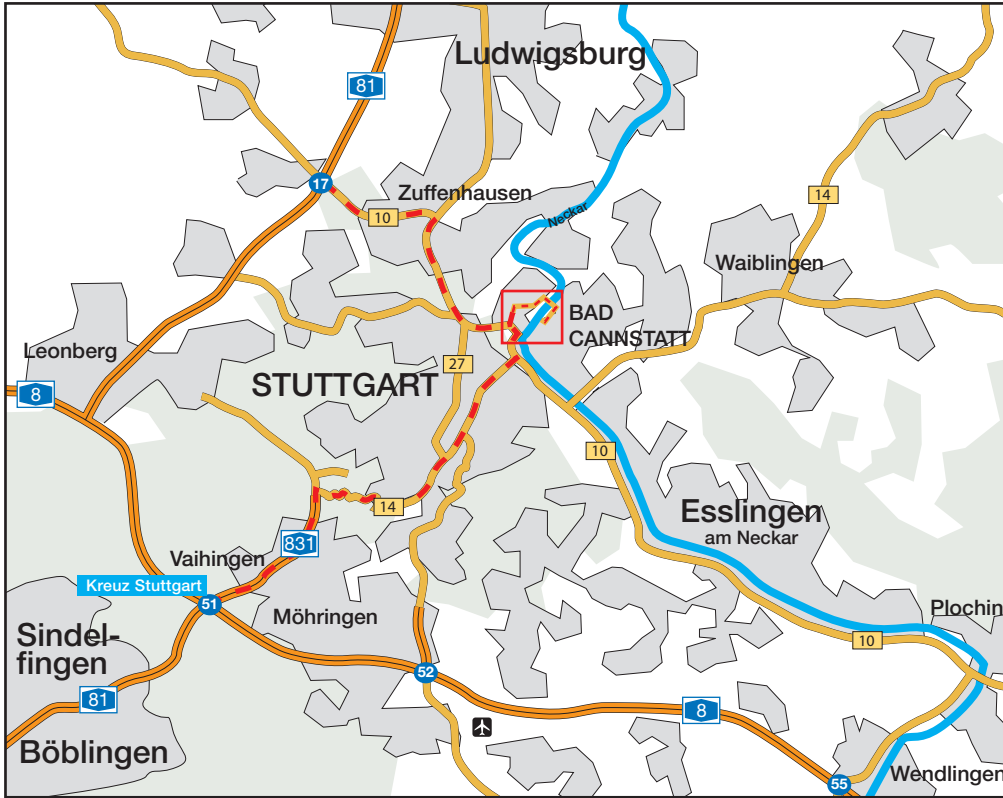 Ludwigsburg
81
17
Zuffenhausen
10
Neckar
14
Waiblingen
BAD
CANNSTATT
Leonberg
8
27
STUTTGART
10
14
Esslingen
am Neckar
831
Vaihingen
Kreuz Stuttgart
51
Möhringen
Plochin
10
Sindel-
fingen
52
81
8
Böblingen
55
Wendlingen